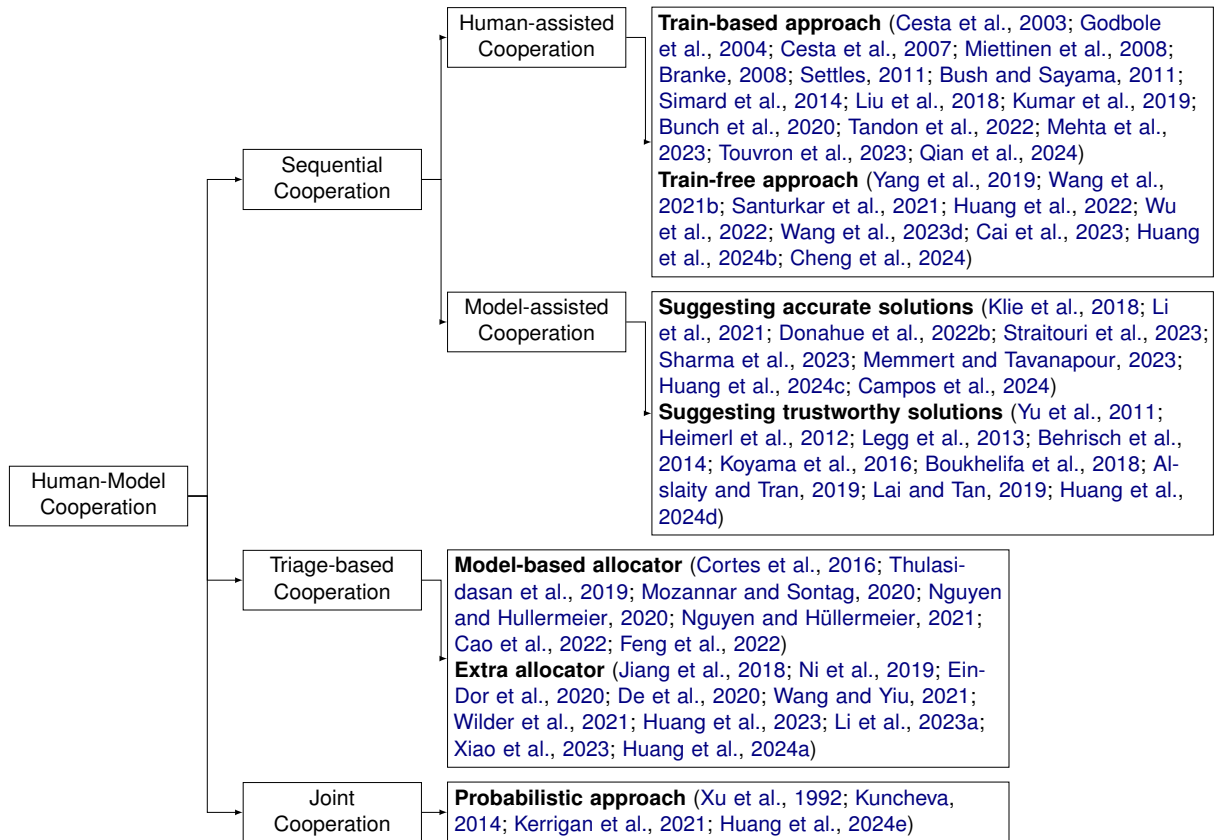 Human-Model
Cooperation
Sequential
Cooperation
Human-assisted
Cooperation
Train-based approach (Cesta et al., 2003; Godbole
et al., 2004; Cesta et al., 2007; Miettinen et al., 2008;
Branke, 2008; Settles, 2011; Bush and Sayama, 2011;
Simard et al., 2014; Liu et al., 2018; Kumar et al., 2019;
Bunch et al., 2020; Tandon et al., 2022; Mehta et al.,
2023; Touvron et al., 2023; Qian et al., 2024)
Train-free approach (Yang et al., 2019; Wang et al.,
2021b; Santurkar et al., 2021; Huang et al., 2022; Wu
et al., 2022; Wang et al., 2023d; Cai et al., 2023; Huang
et al., 2024b; Cheng et al., 2024)
Model-assisted
Cooperation
Suggesting accurate solutions (Klie et al., 2018; Li
et al., 2021; Donahue et al., 2022b; Straitouri et al., 2023;
Sharma et al., 2023; Memmert and Tavanapour, 2023;
Huang et al., 2024c; Campos et al., 2024)
Suggesting trustworthy solutions (Yu et al., 2011;
Heimerl et al., 2012; Legg et al., 2013; Behrisch et al.,
2014; Koyama et al., 2016; Boukhelifa et al., 2018; Al-
slaity and Tran, 2019; Lai and Tan, 2019; Huang et al.,
2024d)
Triage-based
Cooperation
Model-based allocator (Cortes et al., 2016; Thulasi-
dasan et al., 2019; Mozannar and Sontag, 2020; Nguyen
and Hullermeier, 2020; Nguyen and Hüllermeier, 2021;
Cao et al., 2022; Feng et al., 2022)
Extra allocator (Jiang et al., 2018; Ni et al., 2019; Ein-
Dor et al., 2020; De et al., 2020; Wang and Yiu, 2021;
Wilder et al., 2021; Huang et al., 2023; Li et al., 2023a;
Xiao et al., 2023; Huang et al., 2024a)
Joint
Cooperation
Probabilistic approach (Xu et al., 1992; Kuncheva,
2014; Kerrigan et al., 2021; Huang et al., 2024e)